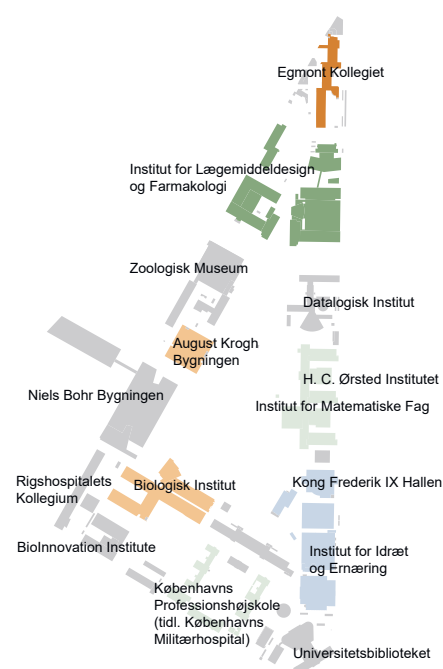 Egmont Kollegiet
Institut for Lægemiddeldesign
og Farmakologi
Zoologisk Museum
Datalogisk Institut
August Krogh
Bygningen
H. C. Ørsted Institutet
Niels Bohr Bygningen
Institut for Matematiske Fag
Rigshospitalets
Kollegium
Biologisk Institut
Kong Frederik IX Hallen
BioInnovation Institute
Institut for Idræt
og Ernæring
Københavns
Professionshøjskole
(tidl. Københavns
Militærhospital)
Universitetsbiblioteket